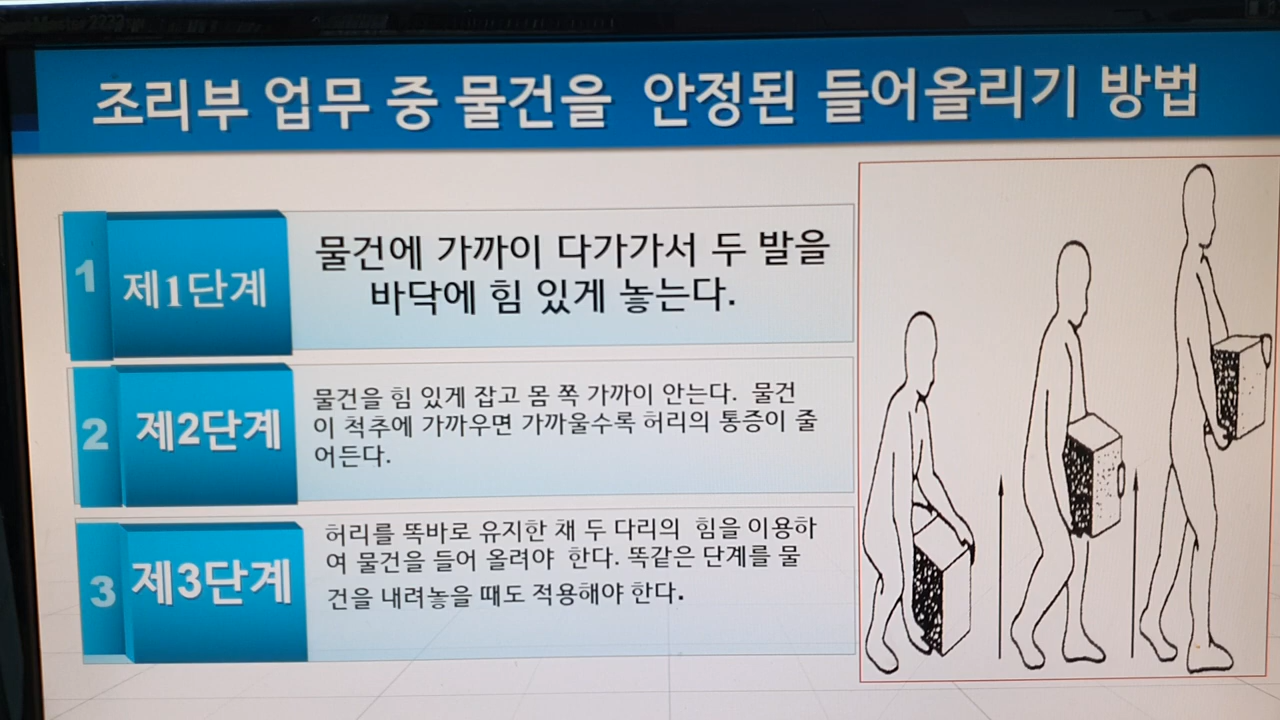 조리부 업무 중 물건을 안정된 들어올리기 방법
1
제1단계
물건에 가까이 다가가서 두 발을
바닥에 힘 있게 놓는다.
2
제2단계
물건을 힘 있게 잡고 몸 쪽 가까이 안는다. 물건
이 척추에 가까우면 가까울수록 허리의 통증이 줄
어든다.
3
제3단계
허리를 똑바로 유지한 채 두 다리의 힘을 이용하
여 물건을 들어 올려야 한다. 똑같은 단계를 물
건을 내려놓을 때도 적용해야 한다.